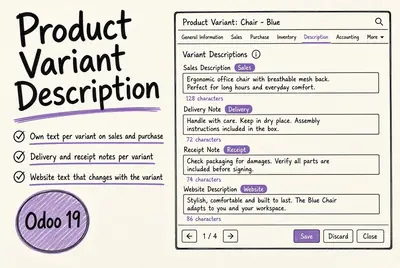 Product
Variant
Description
Own text per variant on sales and purchase
Delivery and receipt notes per variant
Website text that changes with the variant
Odoo 19
Product Variant: Chair - Blue
General Information Sales Purchase Inventory Description Accounting More
Variant Descriptions
Sales Description Sales
Ergonomic office chair with breathable mesh back.
Perfect for long hours and everyday comfort.
128 characters
Delivery Note Delivery
Handle with care. Keep in dry place. Assembly
instructions included in the box.
72 characters
Receipt Note Receipt
Check packaging for damages. Verify all parts are
included before signing.
74 characters
Website Description Website
Stylish, comfortable and built to last. The Blue Chair
adapts to you and your workspace.
86 characters
1 / 4 Save Discard Close